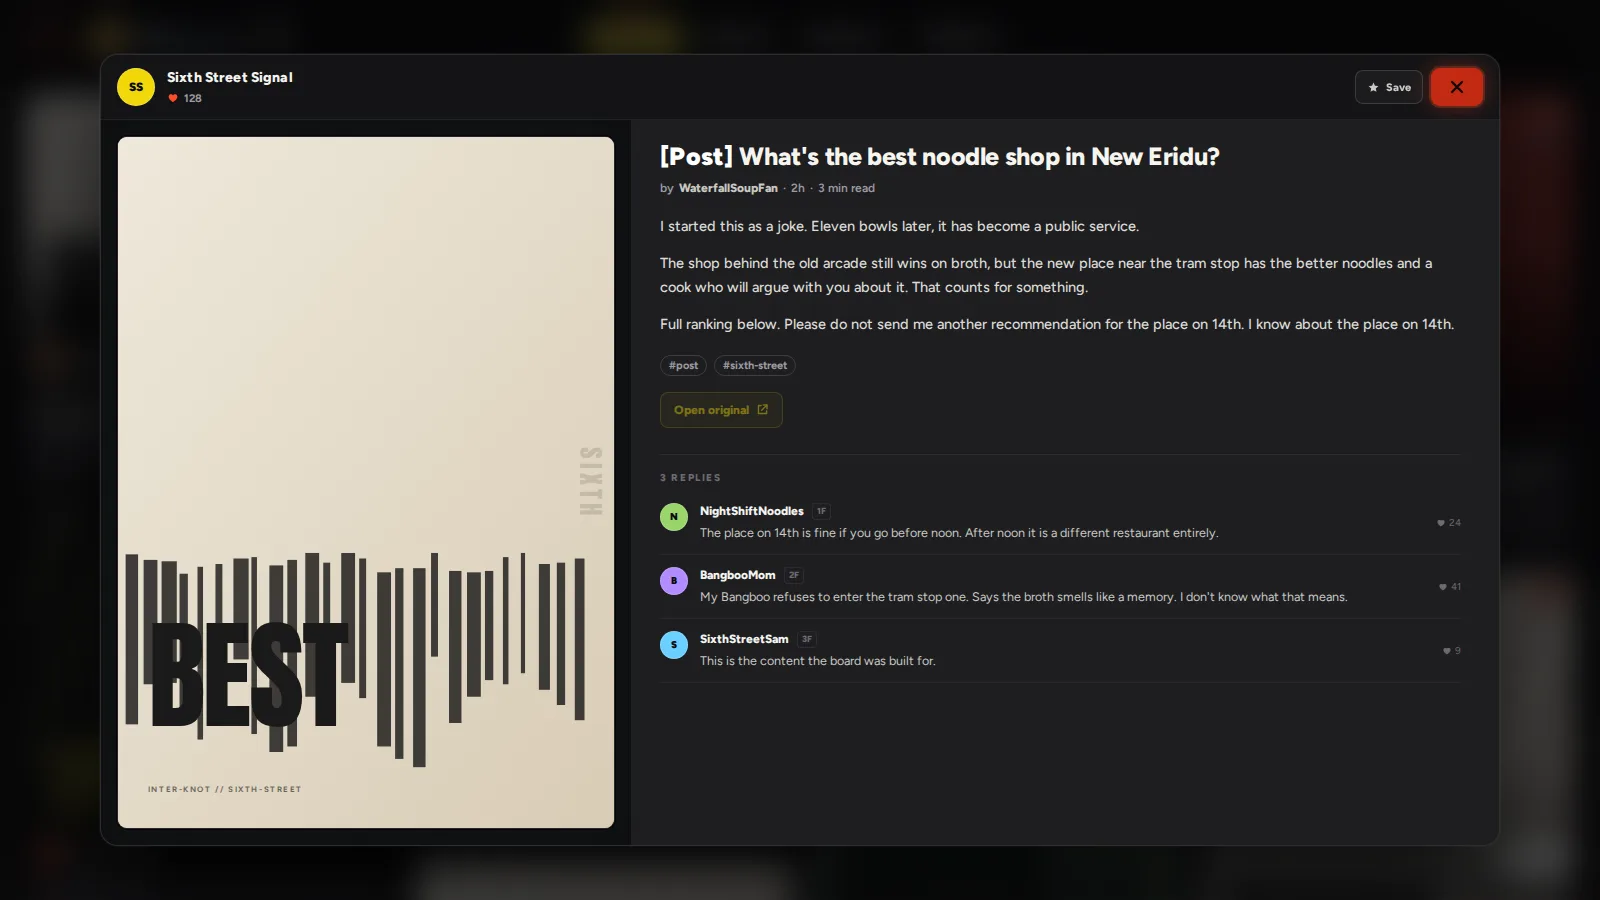 SS
Sixth Street Signal
128
Save
SIXTH
BEST
INTER-KNOT // SIXTH-STREET
[Post] What's the best noodle shop in New Eridu?
by WaterfallSoupFan · 2h · 3 min read
I started this as a joke. Eleven bowls later, it has become a public service.
The shop behind the old arcade still wins on broth, but the new place near the tram stop has the better noodles and a
cook who will argue with you about it. That counts for something.
Full ranking below. Please do not send me another recommendation for the place on 14th. I know about the place on 14th.
#post #sixth-street
Open original
3 REPLIES
N
NightShiftNoodles 1F
The place on 14th is fine if you go before noon. After noon it is a different restaurant entirely.
24
B
BangbooMom 2F
My Bangboo refuses to enter the tram stop one. Says the broth smells like a memory. I don't know what that means.
41
S
SixthStreetSam 3F
This is the content the board was built for.
9